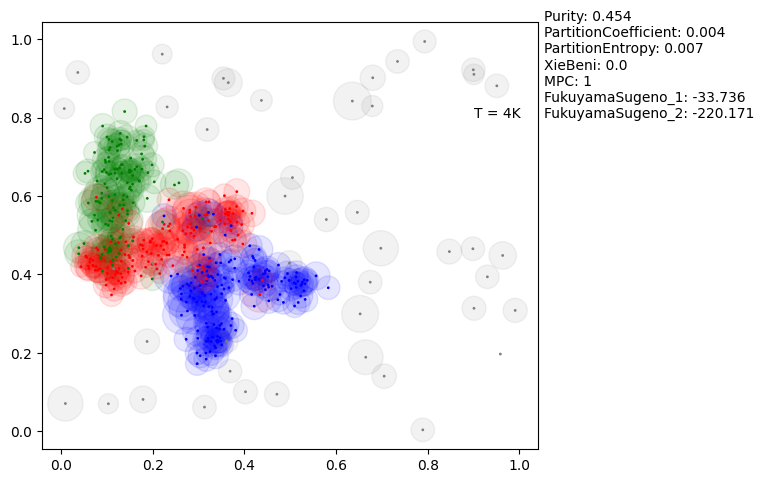 Purity: 0.454
PartitionCoefficient: 0.004
PartitionEntropy: 0.007
XieBeni: 0.0
MPC: 1
FukuyamaSugeno_1: -33.736
FukuyamaSugeno_2: -220.171
T = 4K
1.0
0.8
0.6
0.4
0.2
0.0
0.0 0.2 0.4 0.6 0.8 1.0